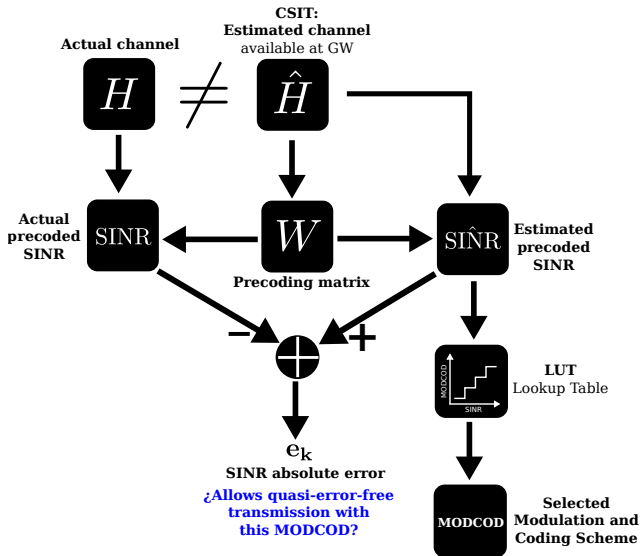 CSIT:
Actual channel
Estimated channel
available at GW
H
≠
Ĥ
Actual
precoded
SINR
SINR
W
SIN̂R
Estimated
precoded
SINR
Precoding matrix
−
+
MODCOD
SINR
LUT
Lookup Table
e_k
SINR absolute error
¿Allows quasi-error-free
transmission with
this MODCOD?
MODCOD
Selected
Modulation and
Coding Scheme